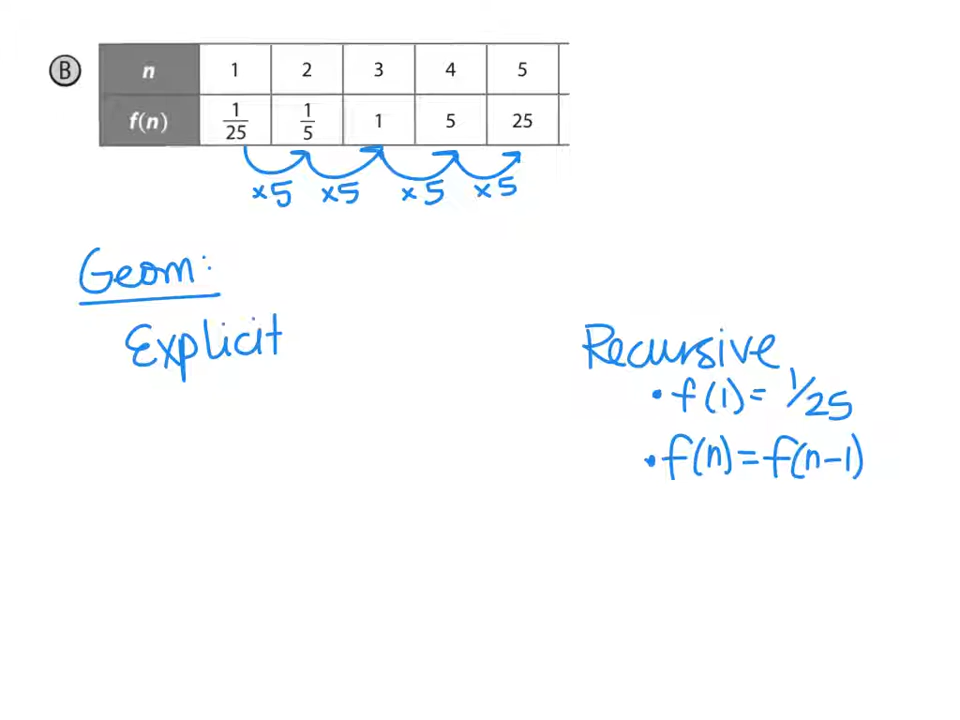 B
n 1 2 3 4 5
f(n) 1/25 1/5 1 5 25
×5 ×5 ×5 ×5
Geom:
Explicit
Recursive
• f(1) = 1/25
• f(n) = f(n-1)